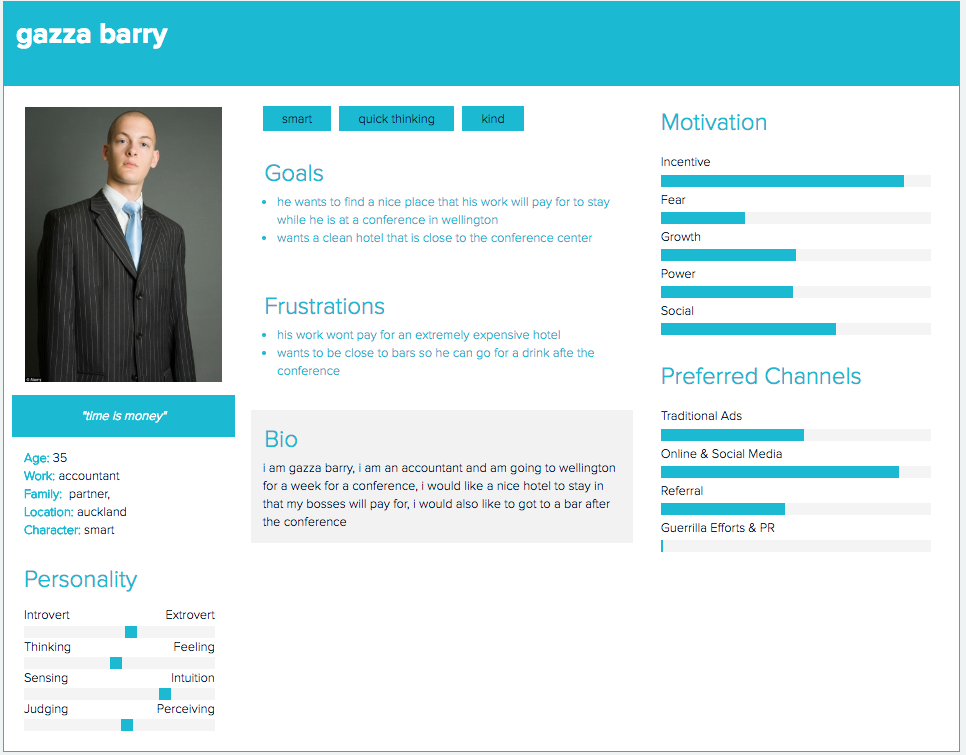 gazza barry
smart
quick thinking
kind
Goals
• he wants to find a nice place that his work will pay for to stay
while he is at a conference in wellington
• wants a clean hotel that is close to the conference center
Frustrations
• his work wont pay for an extremely expensive hotel
• wants to be close to bars so he can go for a drink afte the
conference
Bio
i am gazza barry, i am an accountant and am going to wellington
for a week for a conference, i would like a nice hotel to stay in
that my bosses will pay for, i would also like to got to a bar after
the conference
"time is money"
Age: 35
Work: accountant
Family: partner,
Location: auckland
Character: smart
Personality
Introvert Extrovert
Thinking Feeling
Sensing Intuition
Judging Perceiving
Motivation
Incentive
Fear
Growth
Power
Social
Preferred Channels
Traditional Ads
Online & Social Media
Referral
Guerrilla Efforts & PR